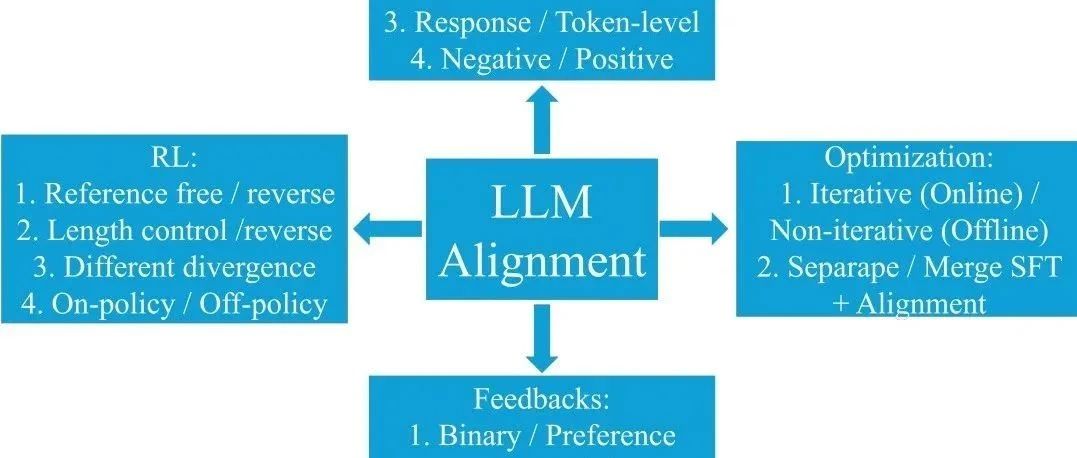 3. Response / Token-level
4. Negative / Positive
RL:
1. Reference free / reverse
2. Length control /reverse
3. Different divergence
4. On-policy / Off-policy
LLM
Alignment
Optimization:
1. Iterative (Online) /
Non-iterative (Offline)
2. Separape / Merge SFT
+ Alignment
Feedbacks:
1. Binary / Preference